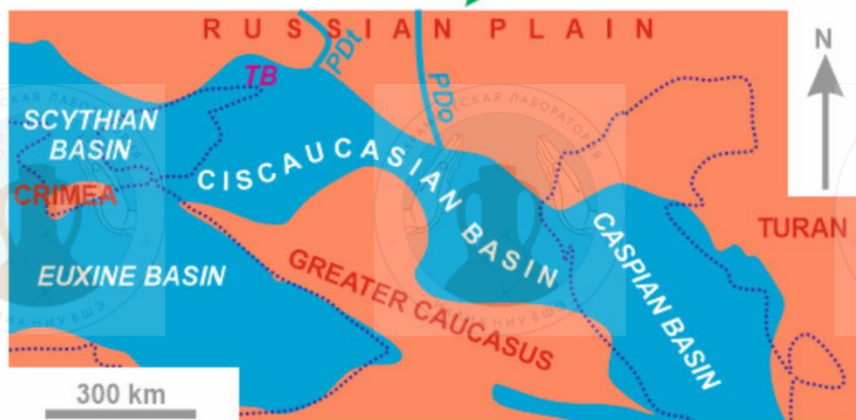 RUSSIAN PLAIN
N
PDt
TB
PDo
SCYTHIAN
BASIN
CISCAUCASIAN BASIN
CRIMEA
TURAN
CASPIAN BASIN
EUXINE BASIN
GREATER CAUCASUS
300 km